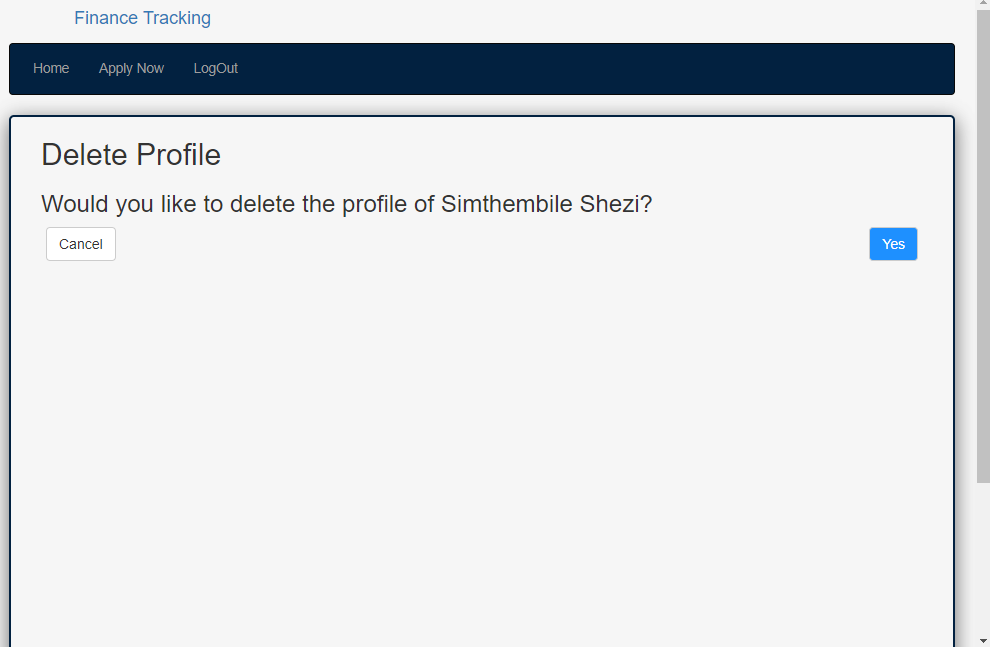 Finance Tracking
Home Apply Now LogOut
Delete Profile
Would you like to delete the profile of Simthembile Shezi?
Cancel Yes